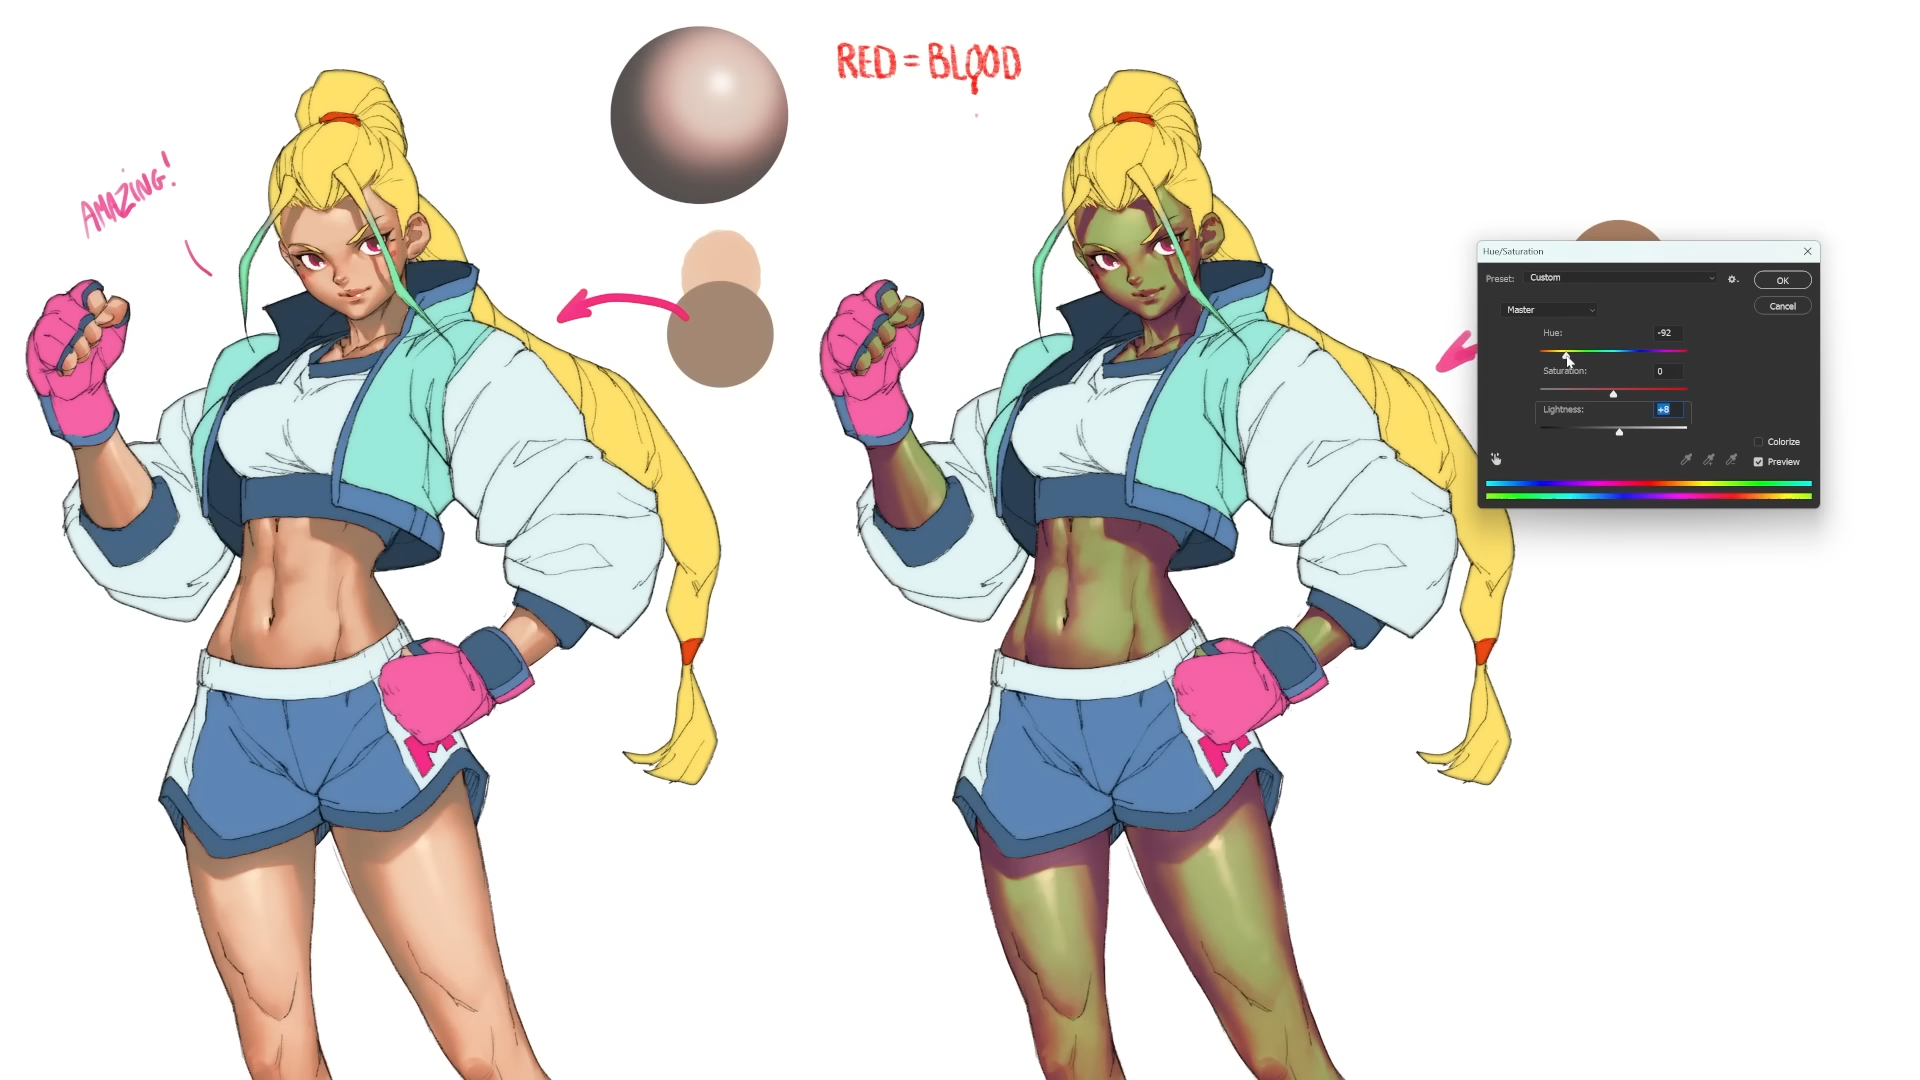 RED = BLOOD
AMAZING!
Hue/Saturation
Preset: Custom
OK
Master
Cancel
Hue: -92
Saturation: 0
Lightness: +8
Colorize
Preview